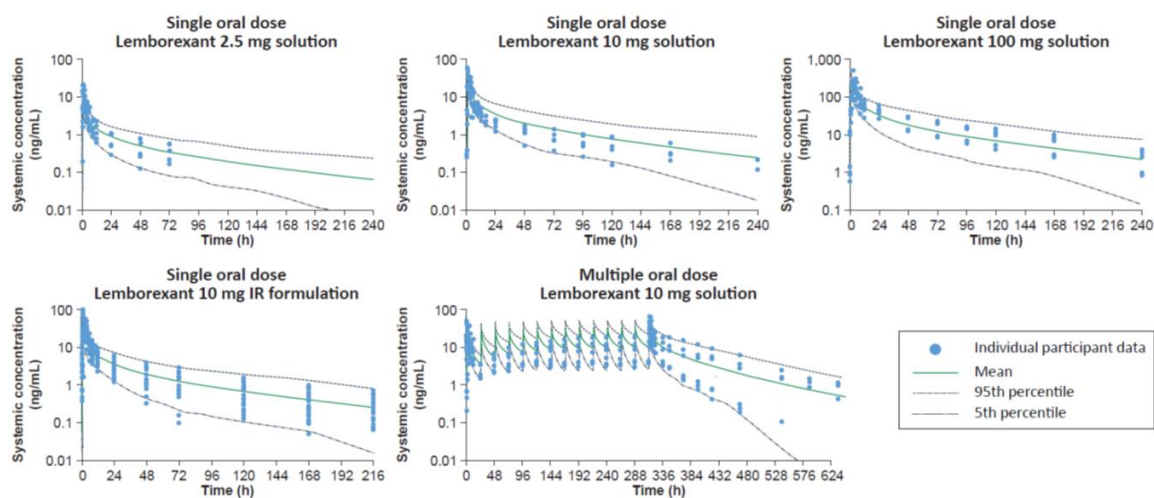 Single oral dose
Lemborexant 2.5 mg solution
Systemic concentration
(ng/mL)
100
10
1
0.1
0.01
0 24 48 72 96 120 144 168 192 216 240
Time (h)
Single oral dose
Lemborexant 10 mg solution
Systemic concentration
(ng/mL)
100
10
1
0.1
0.01
0 24 48 72 96 120 144 168 192 216 240
Time (h)
Single oral dose
Lemborexant 100 mg solution
Systemic concentration
(ng/mL)
1,000
100
10
1
0.1
0 24 48 72 96 120 144 168 192 216 240
Time (h)
Single oral dose
Lemborexant 10 mg IR formulation
Systemic concentration
(ng/mL)
100
10
1
0.1
0.01
0 24 48 72 96 120 144 168 192 216
Time (h)
Multiple oral dose
Lemborexant 10 mg solution
Systemic concentration
(ng/mL)
100
10
1
0.1
0.01
0 48 96 144 192 240 288 336 384 432 480 528 576 624
Time (h)
Individual participant data
Mean
95th percentile
5th percentile